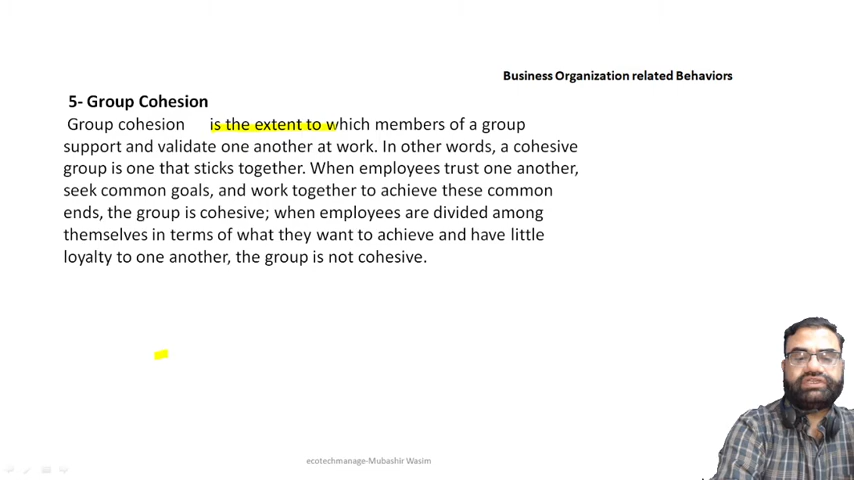 Business Organization related Behaviors
5- Group Cohesion
Group cohesion is the extent to which members of a group
support and validate one another at work. In other words, a cohesive
group is one that sticks together. When employees trust one another,
seek common goals, and work together to achieve these common
ends, the group is cohesive; when employees are divided among
themselves in terms of what they want to achieve and have little
loyalty to one another, the group is not cohesive.
ecotechmanage-Mubashir Wasim